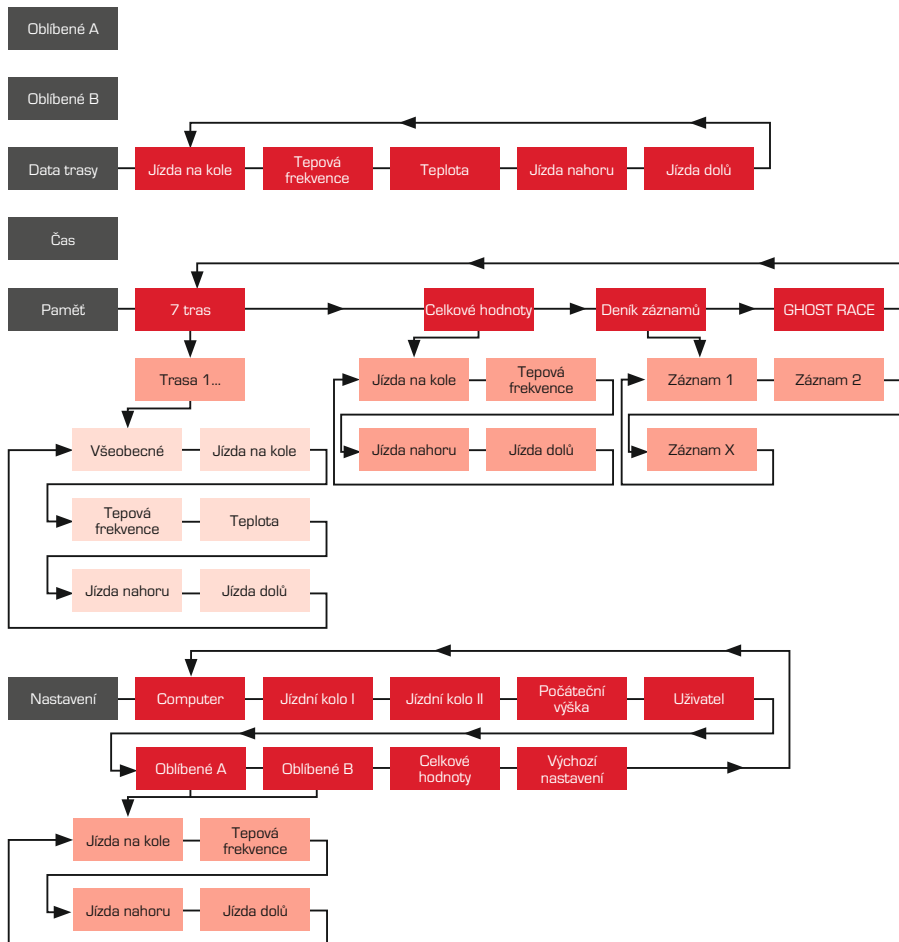 Oblíbené A
Oblíbené B
Data trasy
Jízda na kole
Tepová
frekvence
Teplota
Jízda nahoru
Jízda dolů
Čas
Paměť
7 tras
Celkové hodnoty
Deník záznamů
GHOST RACE
Trasa 1...
Jízda na kole
Tepová
frekvence
Záznam 1
Záznam 2
Všeobecné
Jízda na kole
Jízda nahoru
Jízda dolů
Záznam X
Tepová
frekvence
Teplota
Jízda nahoru
Jízda dolů
Nastavení
Computer
Jízdní kolo I
Jízdní kolo II
Počáteční
výška
Uživatel
Oblíbené A
Oblíbené B
Celkové
hodnoty
Výchozí
nastavení
Jízda na kole
Tepová
frekvence
Jízda nahoru
Jízda dolů